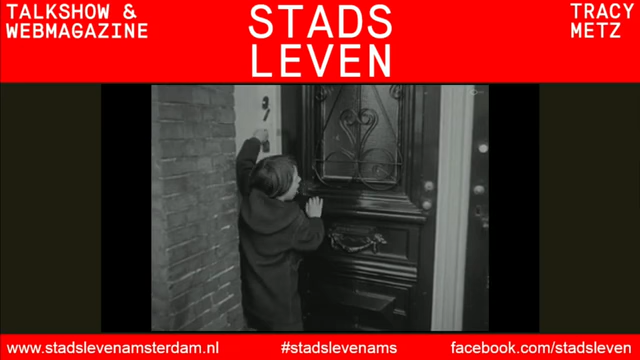 TALKSHOW &
WEBMAGAZINE
STADS
LEVEN
TRACY
METZ
www.stadslevenamsterdam.nl
#stadslevenams
facebook.com/stadsleven